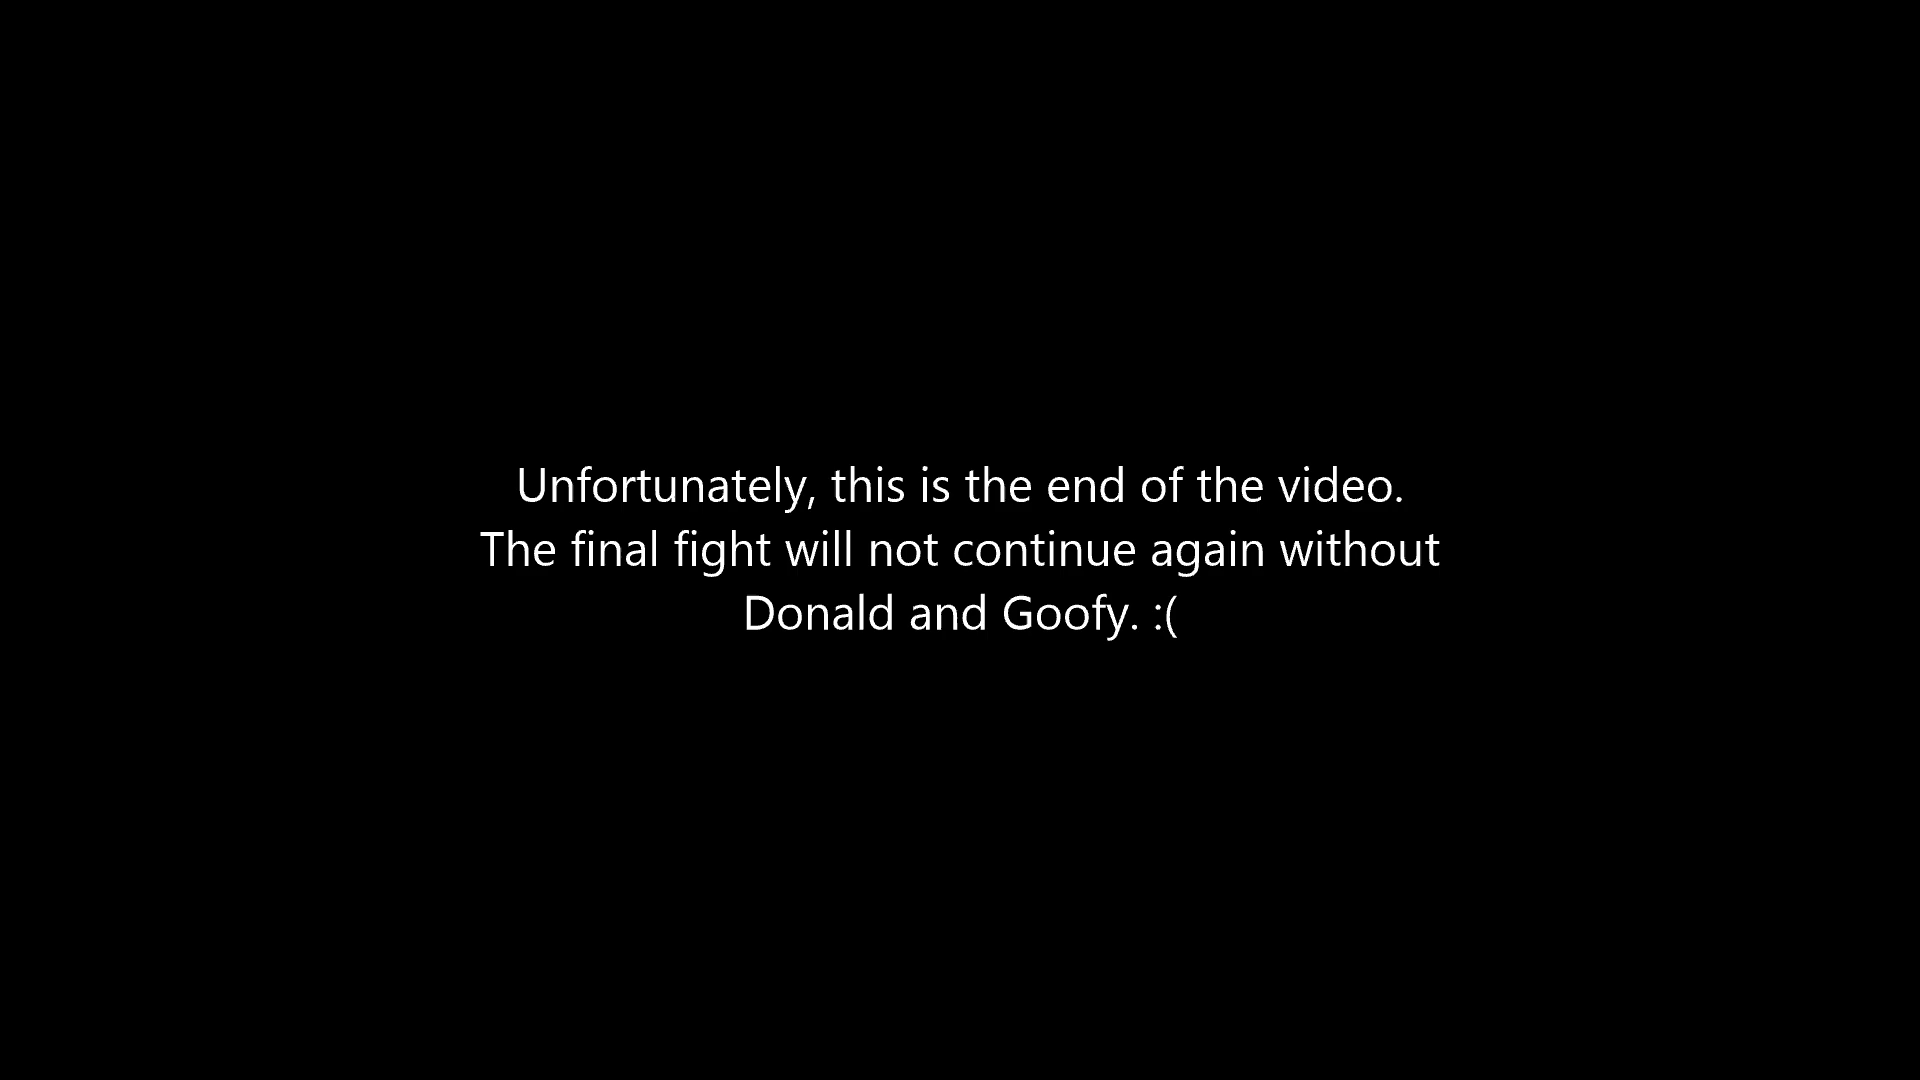 Unfortunately, this is the end of the video.
The final fight will not continue again without
Donald and Goofy. :(